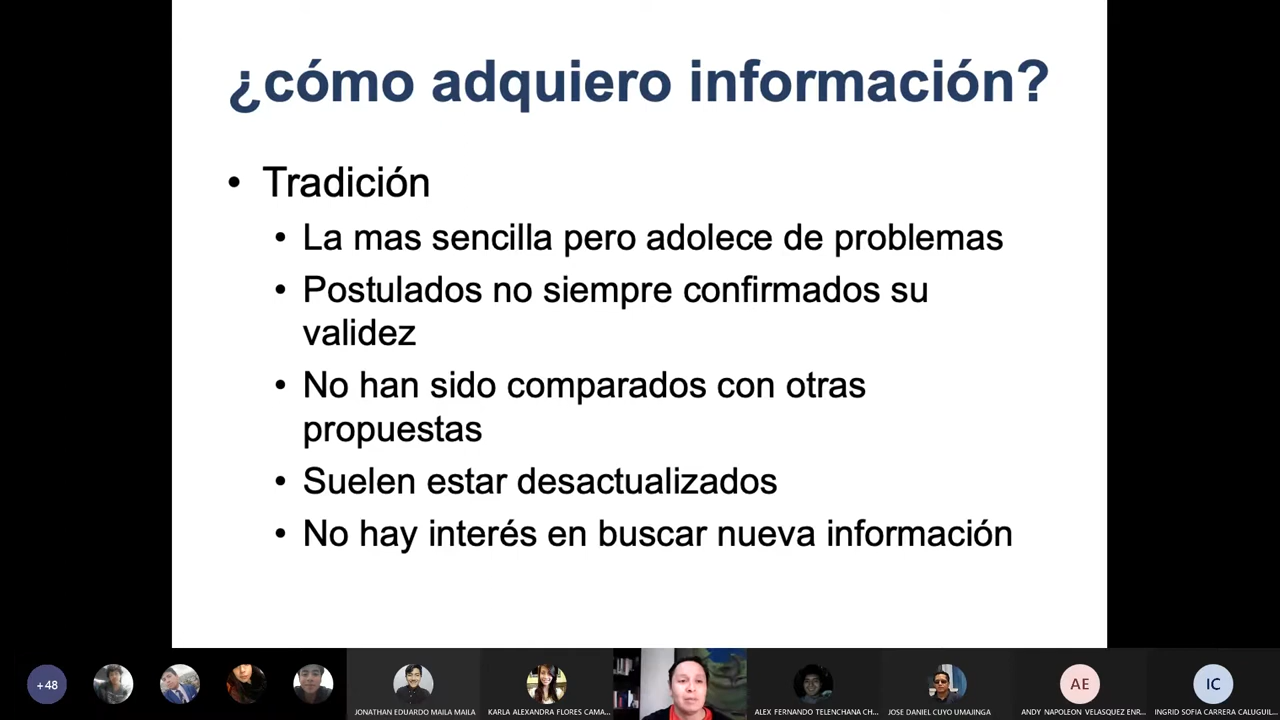 ¿cómo adquiero información?
• Tradición
• La mas sencilla pero adolece de problemas
• Postulados no siempre confirmados su
validez
• No han sido comparados con otras
propuestas
• Suelen estar desactualizados
• No hay interés en buscar nueva información
+48
JONATHAN EDUARDO MAILA MAILA
KARLA ALEXANDRA FLORES CAMA...
ALEX FERNANDO TELENCHANA CH...
JOSE DANIEL CUYO UMAJINGA
AE
ANDY NAPOLEON VELASQUEZ ENR...
IC
INGRID SOFIA CARRERA CALUGUIL...